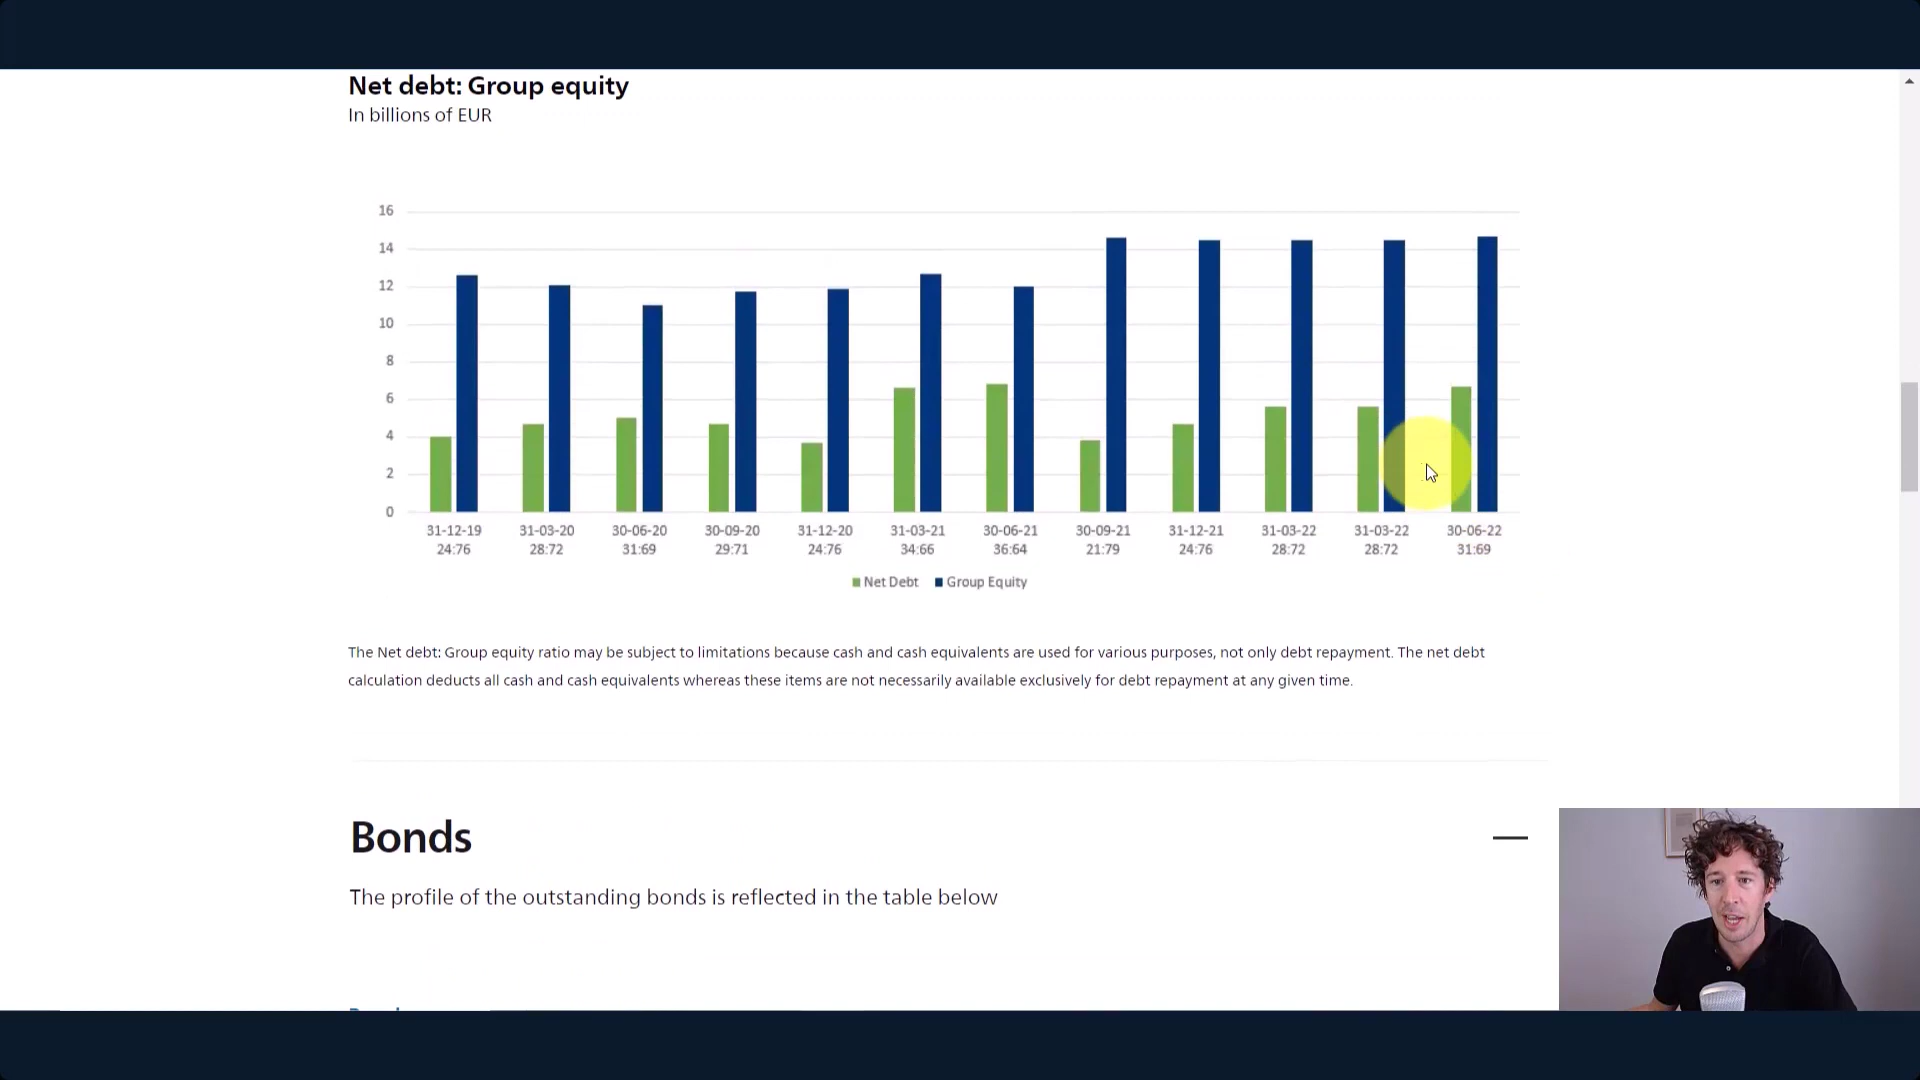 Net debt: Group equity
In billions of EUR
16
14
12
10
8
6
4
2
0
31-12-19 31-03-20 30-06-20 30-09-20 31-12-20 31-03-21 30-06-21 30-09-21 31-12-21 31-03-22 31-03-22 30-06-22
24:76 28:72 31:69 29:71 24:76 34:66 36:64 21:79 24:76 28:72 28:72 31:69
Net Debt Group Equity
The Net debt: Group equity ratio may be subject to limitations because cash and cash equivalents are used for various purposes, not only debt repayment. The net debt
calculation deducts all cash and cash equivalents whereas these items are not necessarily available exclusively for debt repayment at any given time.
Bonds
The profile of the outstanding bonds is reflected in the table below